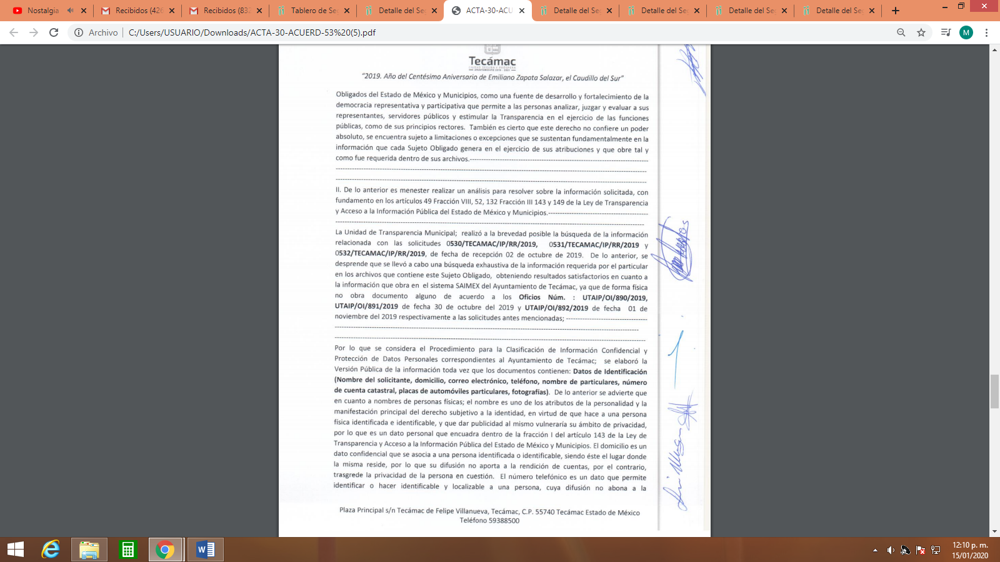 Nostalgia
Recibidos (426
Recibidos (832
Tablero de Seg
Detalle del Seg
ACTA-30-ACU
Detalle del Seg
Detalle del Seg
Detalle del Seg
Detalle del Seg
Archivo
C:/Users/USUARIO/Downloads/ACTA-30-ACUERD-53%20(5).pdf
M
Tecámac
"2019. Año del Centésimo Aniversario de Emiliano Zapata Salazar, el Caudillo del Sur"
Obligados del Estado de México y Municipios, como una fuente de desarrollo y fortalecimiento de la
democracia representativa y participativa que permite a las personas analizar, juzgar y evaluar a sus
representantes, servidores públicos y estimular la Transparencia en el ejercicio de las funciones
públicas, como de sus principios rectores. También es cierto que este derecho no confiere un poder
absoluto, se encuentra sujeto a limitaciones o excepciones que se sustentan fundamentalmente en la
información que cada Sujeto Obligado genera en el ejercicio de sus atribuciones y que obre tal y
como fue requerida dentro de sus archivos.
II. De lo anterior es menester realizar un análisis para resolver sobre la información solicitada, con
fundamento en los artículos 49 Fracción VIII, 52, 132 Fracción III 143 y 149 de la Ley de Transparencia
y Acceso a la Información Pública del Estado de México y Municipios.
La Unidad de Transparencia Municipal; realizó a la brevedad posible la búsqueda de la información
relacionada con las solicitudes 0530/TECAMAC/IP/RR/2019, 0531/TECAMAC/IP/RR/2019 y
0532/TECAMAC/IP/RR/2019, de fecha de recepción 02 de octubre de 2019. De lo anterior, se
desprende que se llevó a cabo una búsqueda exhaustiva de la información requerida por el particular
en los archivos que contiene este Sujeto Obligado, obteniendo resultados satisfactorios en cuanto a
la información que obra en el sistema SAIMEX del Ayuntamiento de Tecámac, ya que de forma física
no obra documento alguno de acuerdo a los Oficios Núm. : UTAIP/OI/890/2019,
UTAIP/OI/891/2019 de fecha 30 de octubre del 2019 y UTAIP/OI/892/2019 de fecha 01 de
noviembre del 2019 respectivamente a las solicitudes antes mencionadas;
Por lo que se considera el Procedimiento para la Clasificación de Información Confidencial y
Protección de Datos Personales correspondientes al Ayuntamiento de Tecámac; se elaboró la
Versión Pública de la información toda vez que los documentos contienen: Datos de Identificación
(Nombre del solicitante, domicilio, correo electrónico, teléfono, nombre de particulares, número
de cuenta catastral, placas de automóviles particulares, fotografías). De lo anterior se advierte que
en cuanto a nombres de personas físicas; el nombre es uno de los atributos de la personalidad y la
manifestación principal del derecho subjetivo a la identidad, en virtud de que hace a una persona
física identificada e identificable, y que dar publicidad al mismo vulneraría su ámbito de privacidad,
por lo que es un dato personal que encuadra dentro de la fracción I del artículo 143 de la Ley de
Transparencia y Acceso a la Información Pública del Estado de México y Municipios. El domicilio es un
dato confidencial que se asocia a una persona identificada o identificable, siendo éste el lugar donde
la misma reside, por lo que su difusión no aporta a la rendición de cuentas, por el contrario,
trasgrede la privacidad de la persona en cuestión. El número telefónico es un dato que permite
identificar o hacer identificable y localizable a una persona, cuya difusión no abona a la
Plaza Principal s/n Tecámac de Felipe Villanueva, Tecámac, C.P. 55740 Tecámac Estado de México
Teléfono 59388500
12:10 p. m.
15/01/2020